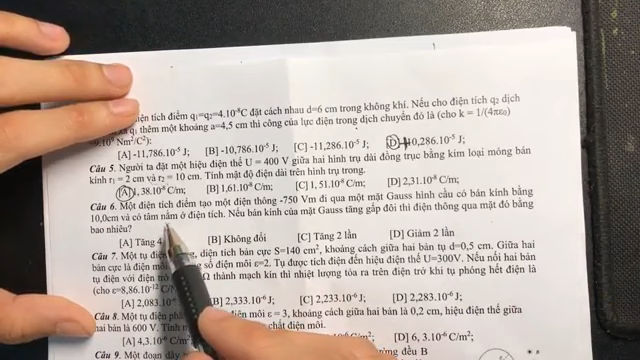 iện tích điểm q₁=q₂=4.10⁻⁸C đặt cách nhau d=6 cm trong không khí. Nếu cho điện tích q₂ dịch
xa q₁ thêm một khoảng a=4,5 cm thì công của lực điện trong dịch chuyển đó là (cho k = 1/(4πε₀)
=9.10⁹ Nm²/C²):
[A] -11,786.10⁻⁵ J; [B] -10,786.10⁻⁵ J; [C] -11,286.10⁻⁵ J; [D] -10,286.10⁻⁵ J;
Câu 5. Người ta đặt một hiệu điện thế U = 400 V giữa hai hình trụ dài đồng trục bằng kim loại mỏng bán
kính r₁ = 2 cm và r₂ = 10 cm. Tính mật độ điện dài trên hình trụ trong.
[A] 1,38.10⁻⁸ C/m; [B] 1,61.10⁻⁸ C/m; [C] 1,51.10⁻⁸ C/m; [D] 2,31.10⁻⁸ C/m;
Câu 6. Một điện tích điểm tạo một điện thông -750 Vm đi qua một mặt Gauss hình cầu có bán kính bằng
10,0cm và có tâm nằm ở điện tích. Nếu bán kính của mặt Gauss tăng gấp đôi thì điện thông qua mặt đó bằng
bao nhiêu?
[A] Tăng 4 [B] Không đổi [C] Tăng 2 lần [D] Giảm 2 lần
Câu 7. Một tụ điện diện tích bản cực S=140 cm², khoảng cách giữa hai bản tụ d=0,5 cm. Giữa hai
bản cực là điện môi số điện môi ε=2. Tụ được tích điện đến hiệu điện thế U=300V. Nếu nối hai bản
tụ điện với điện trở Ω thành mạch kín thì nhiệt lượng tỏa ra trên điện trở khi tụ phóng hết điện là
(cho ε=8,86.10⁻¹² C/
[A] 2,083.10 [B] 2,333.10⁻⁶ J; [C] 2,233.10⁻⁶ J; [D] 2,283.10⁻⁶ J;
Câu 8. Một tụ điện phẳ điện môi ε = 3, khoảng cách giữa hai bản là 0,2 cm, hiệu điện thế giữa
hai bản là 600 V. Tính m chất điện môi.
[A] 4,3.10⁻⁶ C/m² .10⁻⁶ C/m²; [D] 6, 3.10⁻⁶ C/m²;
Câu 9. Một đoạn dây ờng đều B